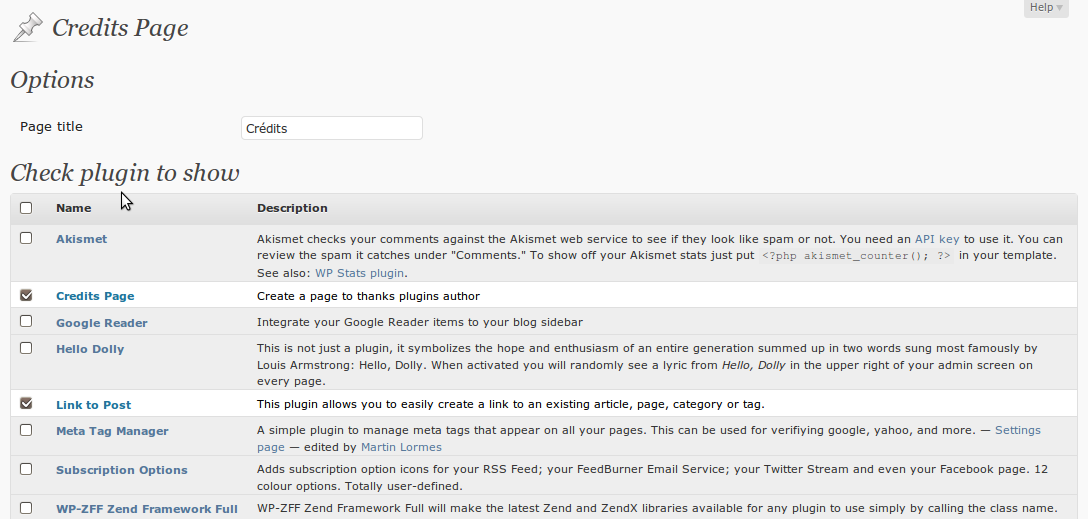 Help
Credits Page
Options
Page title
Crédits
Check plugin to show
Name Description
Akismet Akismet checks your comments against the Akismet web service to see if they look like spam or not. You need an API key to use it. You can
review the spam it catches under "Comments." To show off your Akismet stats just put <?php akismet_counter(); ?> in your template.
See also: WP Stats plugin.
Credits Page Create a page to thanks plugins author
Google Reader Integrate your Google Reader items to your blog sidebar
Hello Dolly This is not just a plugin, it symbolizes the hope and enthusiasm of an entire generation summed up in two words sung most famously by
Louis Armstrong: Hello, Dolly. When activated you will randomly see a lyric from Hello, Dolly in the upper right of your admin screen on
every page.
Link to Post This plugin allows you to easily create a link to an existing article, page, category or tag.
Meta Tag Manager A simple plugin to manage meta tags that appear on all your pages. This can be used for verifiying google, yahoo, and more. — Settings
page — edited by Martin Lormes
Subscription Options Adds subscription option icons for your RSS Feed; your FeedBurner Email Service; your Twitter Stream and even your Facebook page. 12
colour options. Totally user-defined.
WP-ZFF Zend Framework Full WP-ZFF Zend Framework Full will make the latest Zend and ZendX libraries available for any plugin to use simply by calling the class name.